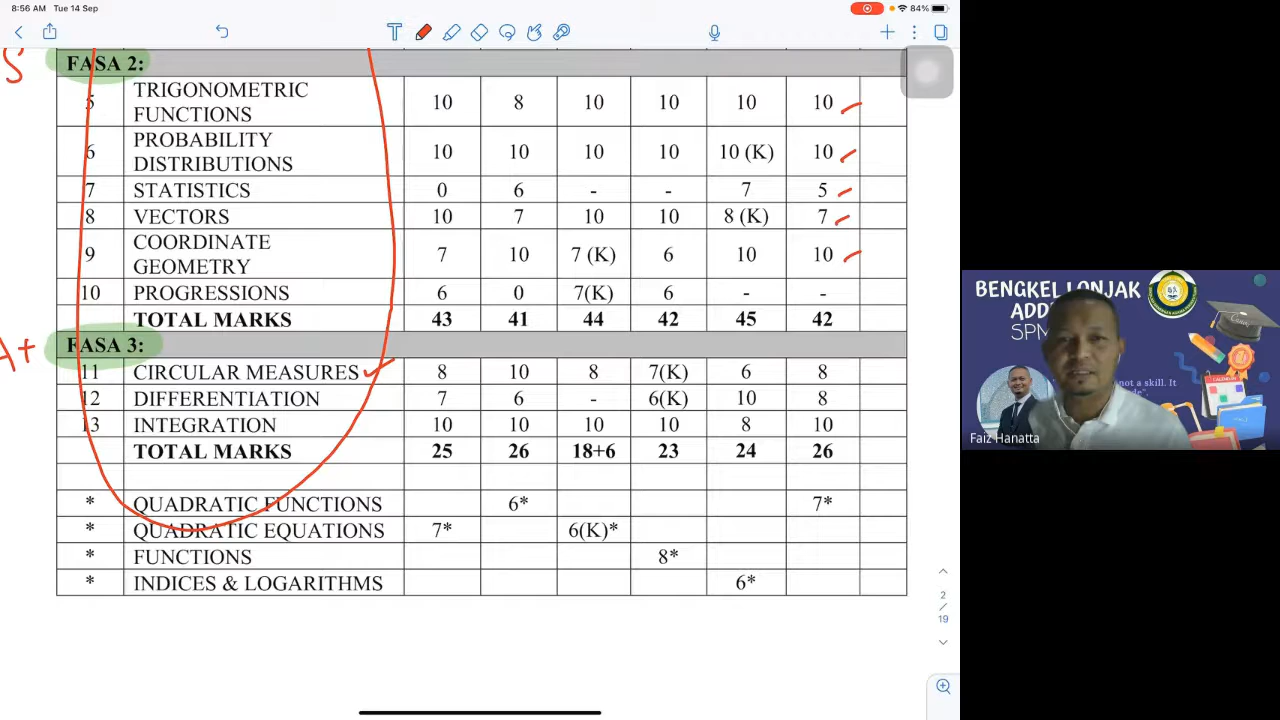 8:56 AM Tue 14 Sep
84%
S
FASA 2:
5 TRIGONOMETRIC FUNCTIONS 10 8 10 10 10 10
6 PROBABILITY DISTRIBUTIONS 10 10 10 10 10 (K) 10
7 STATISTICS 0 6 - - 7 5
8 VECTORS 10 7 10 10 8 (K) 7
9 COORDINATE GEOMETRY 7 10 7 (K) 6 10 10
10 PROGRESSIONS 6 0 7(K) 6 - -
TOTAL MARKS 43 41 44 42 45 42
A+
FASA 3:
11 CIRCULAR MEASURES 8 10 8 7(K) 6 8
12 DIFFERENTIATION 7 6 - 6(K) 10 8
13 INTEGRATION 10 10 10 10 8 10
TOTAL MARKS 25 26 18+6 23 24 26
* QUADRATIC FUNCTIONS 6* 7*
* QUADRATIC EQUATIONS 7* 6(K)*
* FUNCTIONS 8*
* INDICES & LOGARITHMS 6*
2
/
19
BENGKEL LONJAK
ADD
SPM
not a skill. It
Faiz Hanatta